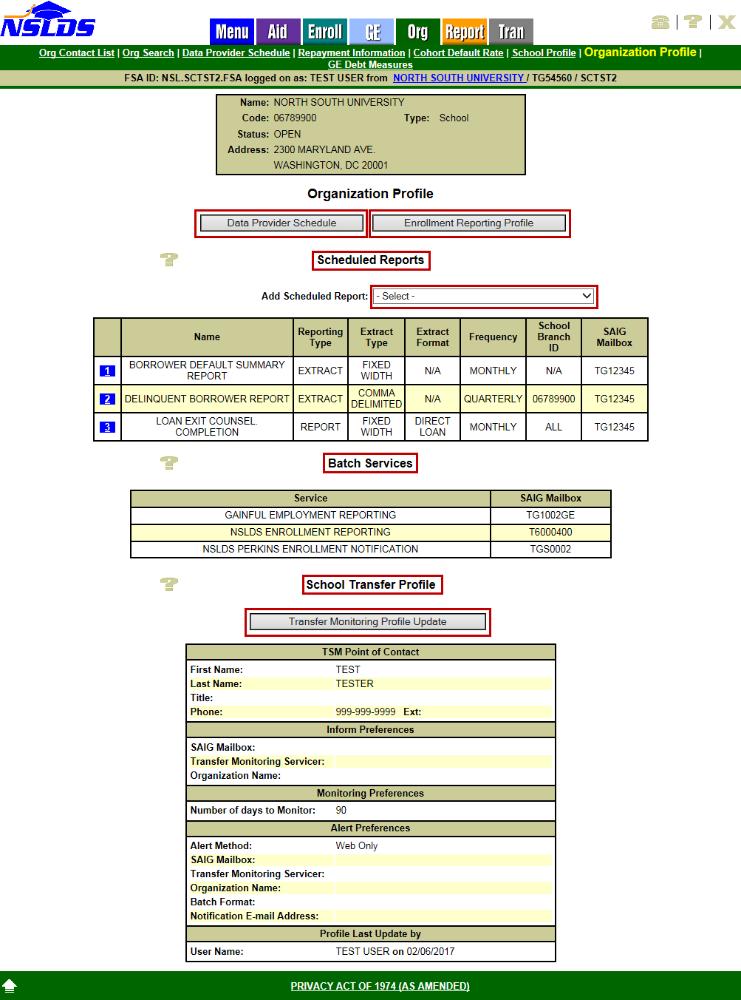 NSLDS
Menu Aid Enroll GE Org Report Tran
Org Contact List | Org Search | Data Provider Schedule | Repayment Information | Cohort Default Rate | School Profile | Organization Profile |
GE Debt Measures
FSA ID: NSL.SCTST2.FSA logged on as: TEST USER from NORTH SOUTH UNIVERSITY / TG54560 / SCTST2
Name: NORTH SOUTH UNIVERSITY
Code: 06789900 Type: School
Status: OPEN
Address: 2300 MARYLAND AVE.
WASHINGTON, DC 20001
Organization Profile
Data Provider Schedule Enrollment Reporting Profile
? Scheduled Reports
Add Scheduled Report: - Select -
Name Reporting Type Extract Type Extract Format Frequency School Branch ID SAIG Mailbox
1 BORROWER DEFAULT SUMMARY REPORT EXTRACT FIXED WIDTH N/A MONTHLY N/A TG12345
2 DELINQUENT BORROWER REPORT EXTRACT COMMA DELIMITED N/A QUARTERLY 06789900 TG12345
3 LOAN EXIT COUNSEL. COMPLETION REPORT FIXED WIDTH DIRECT LOAN MONTHLY ALL TG12345
? Batch Services
Service SAIG Mailbox
GAINFUL EMPLOYMENT REPORTING TG1002GE
NSLDS ENROLLMENT REPORTING T6000400
NSLDS PERKINS ENROLLMENT NOTIFICATION TGS0002
? School Transfer Profile
Transfer Monitoring Profile Update
TSM Point of Contact
First Name: TEST
Last Name: TESTER
Title:
Phone: 999-999-9999 Ext:
Inform Preferences
SAIG Mailbox:
Transfer Monitoring Servicer:
Organization Name:
Monitoring Preferences
Number of days to Monitor: 90
Alert Preferences
Alert Method: Web Only
SAIG Mailbox:
Transfer Monitoring Servicer:
Organization Name:
Batch Format:
Notification E-mail Address:
Profile Last Update by
User Name: TEST USER on 02/06/2017
PRIVACY ACT OF 1974 (AS AMENDED)